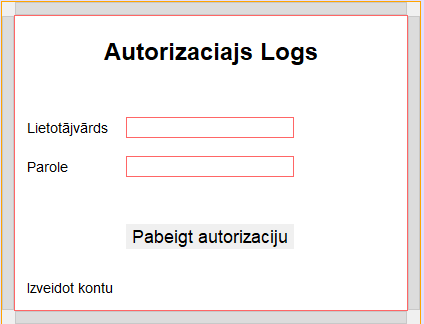 Autorizaciajs Logs
Lietotājvārds
Parole
Pabeigt autorizaciju
Izveidot kontu